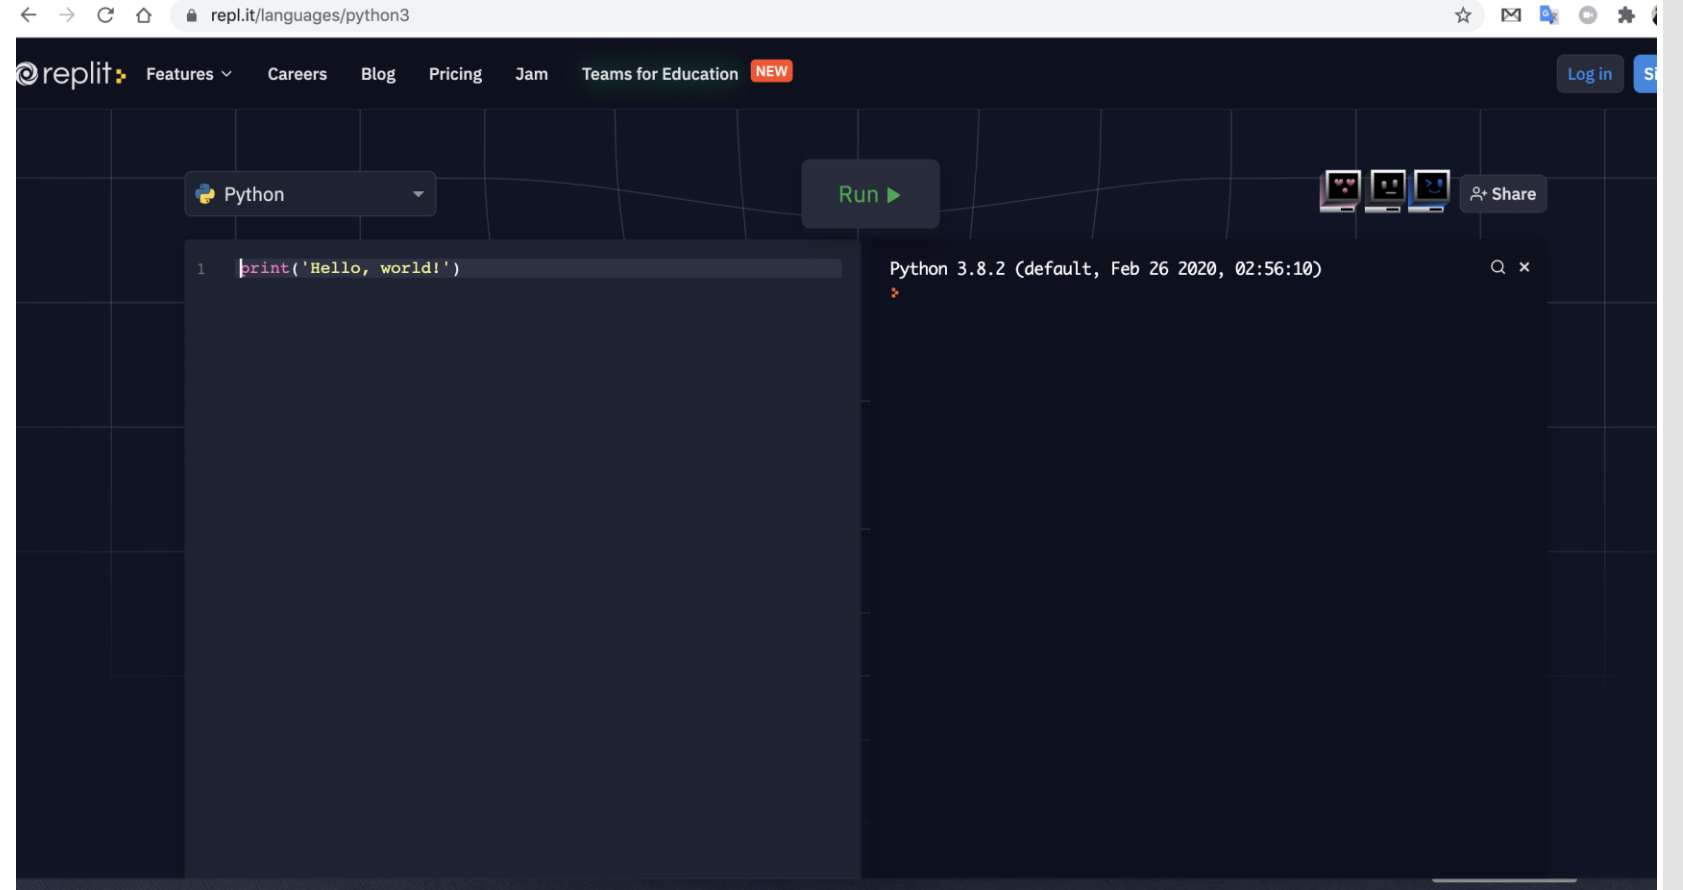 repl.it/languages/python3
replit Features Careers Blog Pricing Jam Teams for Education NEW Log in
Python
Run
Share
1 print('Hello, world!')
Python 3.8.2 (default, Feb 26 2020, 02:56:10)